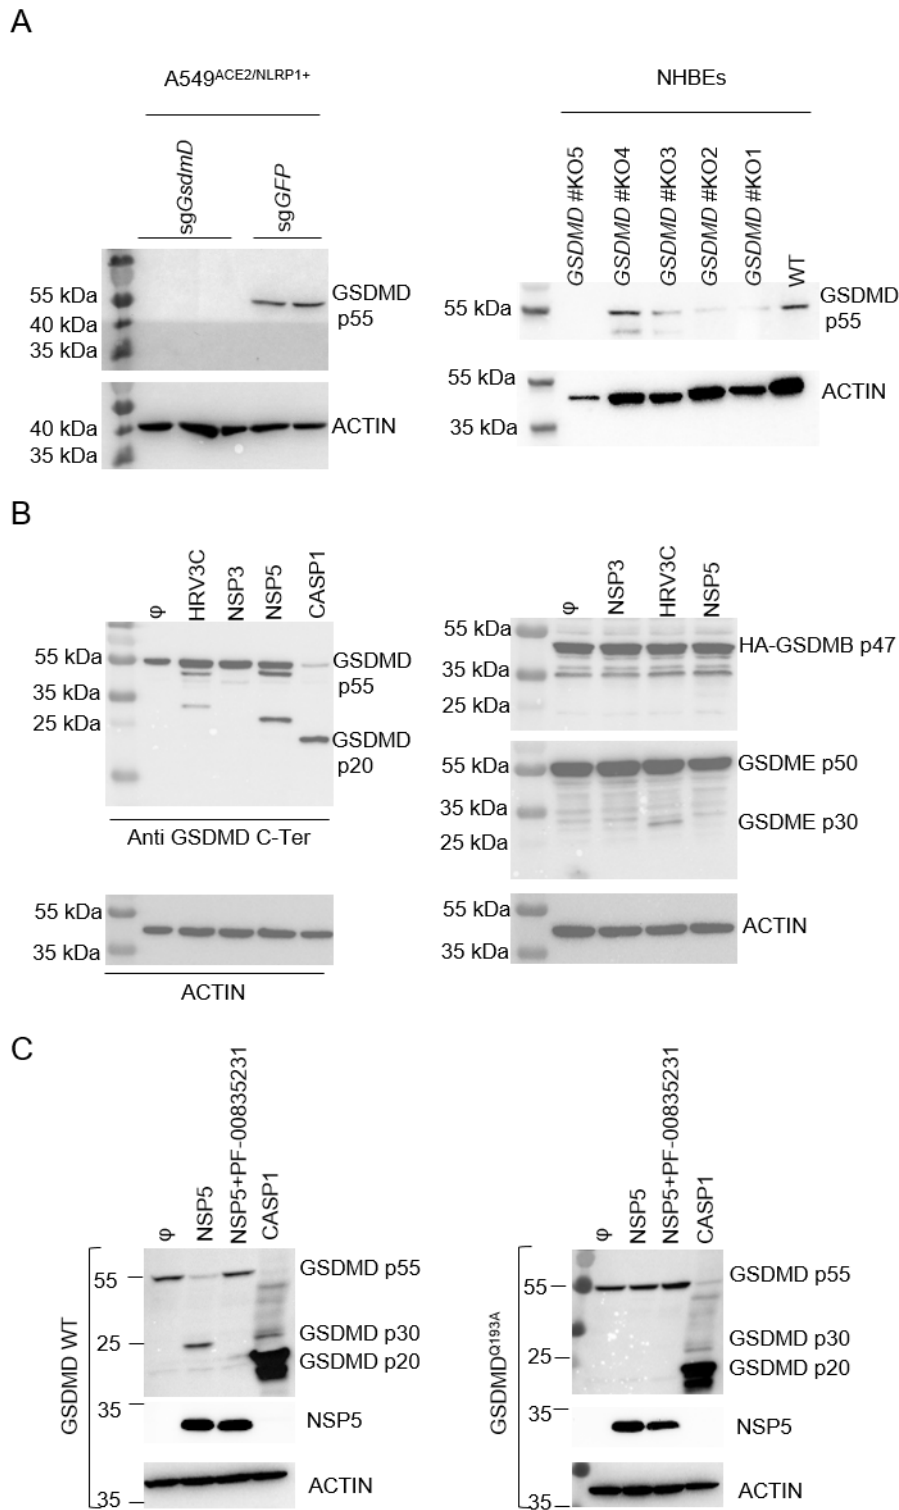 A
A549ACE2/NLRP1+
sgGsdmD
sgGFP
55 kDa
40 kDa
35 kDa
GSDMD
p55
40 kDa
35 kDa
ACTIN
NHBEs
GSDMD #KO5
GSDMD #KO4
GSDMD #KO3
GSDMD #KO2
GSDMD #KO1
WT
55 kDa
GSDMD
p55
55 kDa
35 kDa
ACTIN
B
φ
HRV3C
NSP3
NSP5
CASP1
55 kDa
35 kDa
25 kDa
GSDMD
p55
GSDMD
p20
Anti GSDMD C-Ter
55 kDa
35 kDa
ACTIN
φ
NSP3
HRV3C
NSP5
55 kDa
35 kDa
25 kDa
HA-GSDMB p47
55 kDa
35 kDa
25 kDa
GSDME p50
GSDME p30
55 kDa
35 kDa
ACTIN
C
GSDMD WT
φ
NSP5
NSP5+PF-00835231
CASP1
55
25
GSDMD p55
GSDMD p30
GSDMD p20
35
NSP5
35
ACTIN
GSDMDQ193A
φ
NSP5
NSP5+PF-00835231
CASP1
55
25
GSDMD p55
GSDMD p30
GSDMD p20
35
NSP5
35
ACTIN